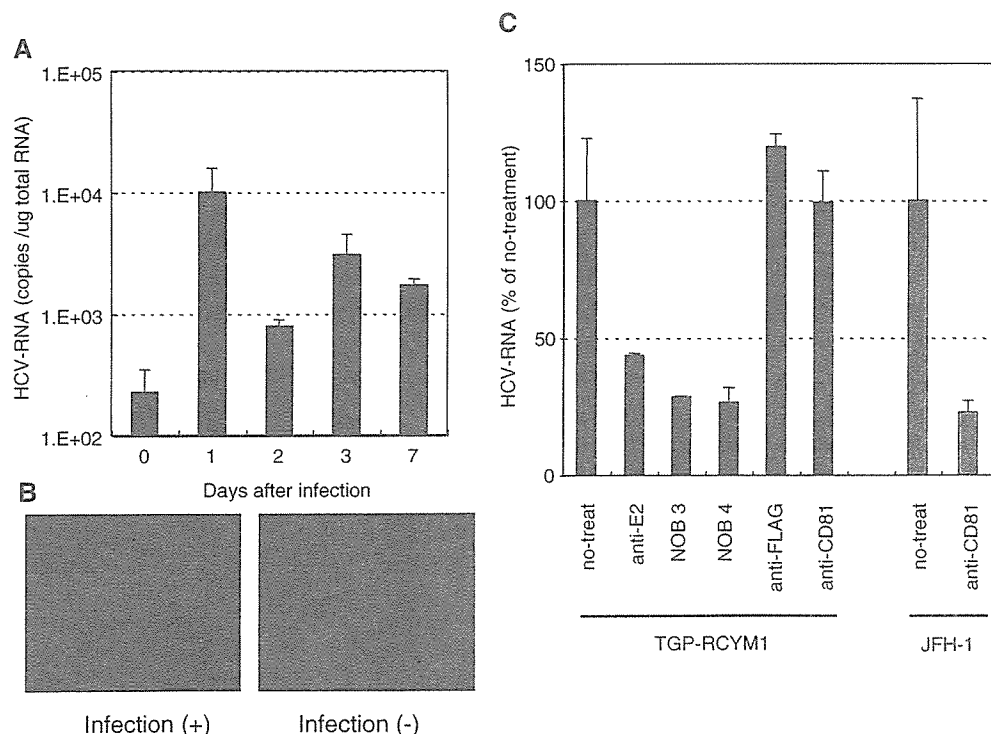 A
HCV-RNA (copies /ug total RNA)
1.E+05
1.E+04
1.E+03
1.E+02
0 1 2 3 7
Days after infection
B
Infection (+) Infection (-)
C
HCV-RNA (% of no-treatment)
150
100
50
0
no-treat anti-E2 NOB 3 NOB 4 anti-FLAG anti-CD81 no-treat anti-CD81
TGP-RCYM1 JFH-1